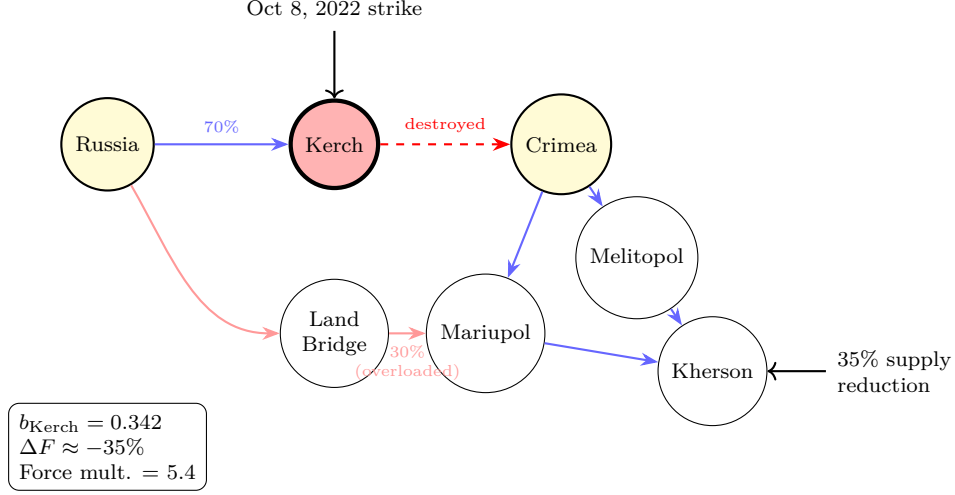 Oct 8, 2022 strike
Russia
70%
Kerch
destroyed
Crimea
Melitopol
Land
Bridge
30%
(overloaded)
Mariupol
Kherson
35% supply
reduction
b_Kerch = 0.342
ΔF ≈ −35%
Force mult. = 5.4